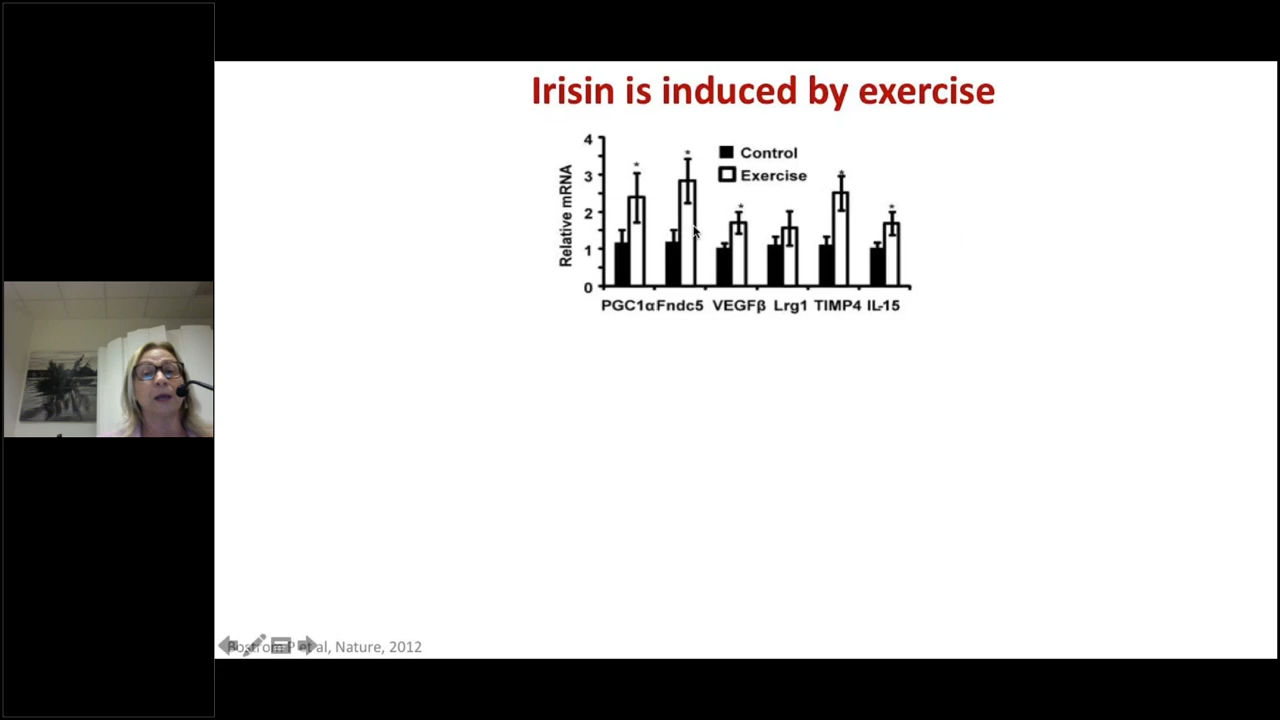 Irisin is induced by exercise
4
3
2
1
0
Relative mRNA
Control
Exercise
*
*
*
*
*
PGC1α Fndc5 VEGFβ Lrg1 TIMP4 IL-15
P et al, Nature, 2012